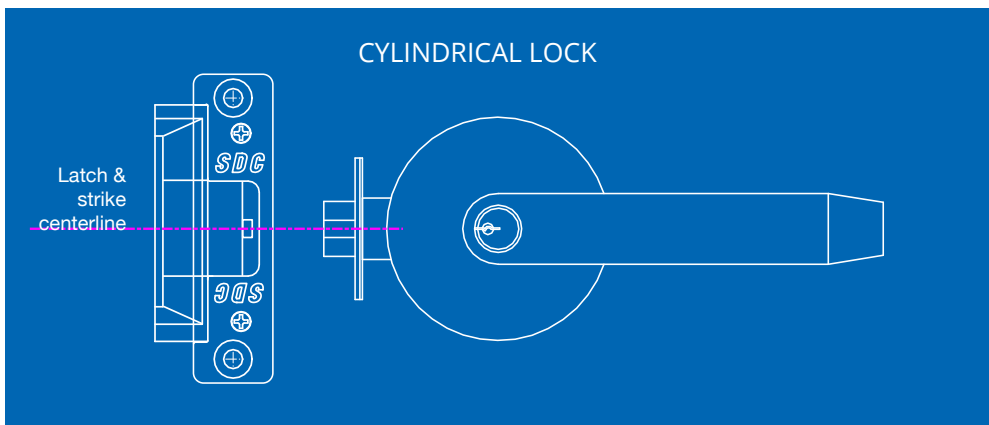 CYLINDRICAL LOCK
SDC
Latch &
strike
centerline
SDC